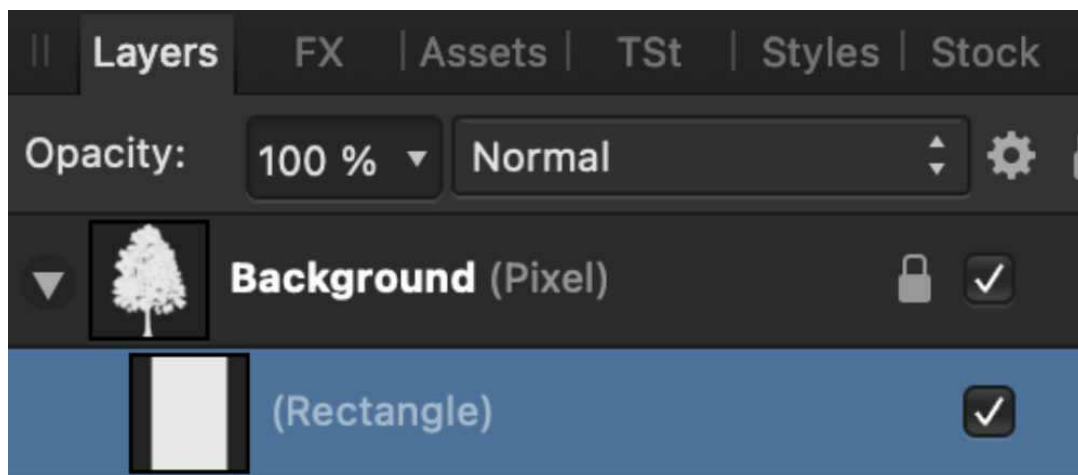 Layers FX Assets TSt Styles Stock
Opacity: 100 % Normal
Background (Pixel)
(Rectangle)